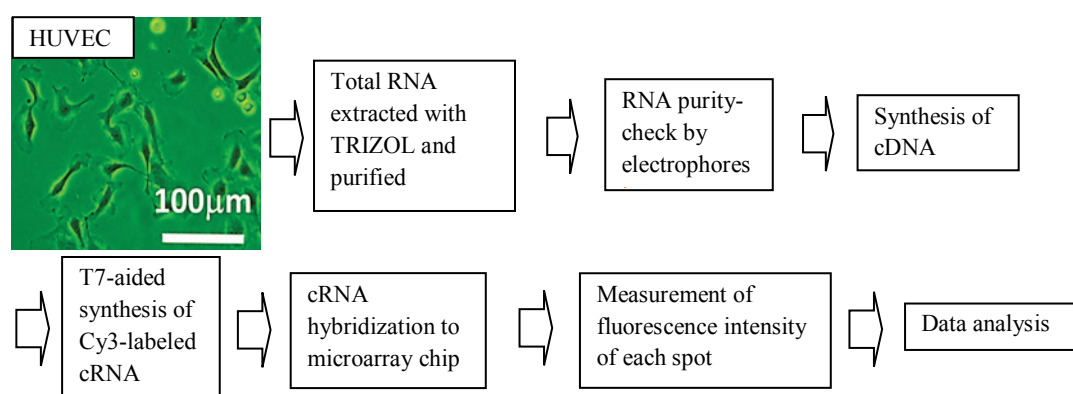 HUVEC
100μm
Total RNA
extracted with
TRIZOL and
purified
RNA purity-
check by
electrophores
Synthesis of
cDNA
T7-aided
synthesis of
Cy3-labeled
cRNA
cRNA
hybridization to
microarray chip
Measurement of
fluorescence intensity
of each spot
Data analysis